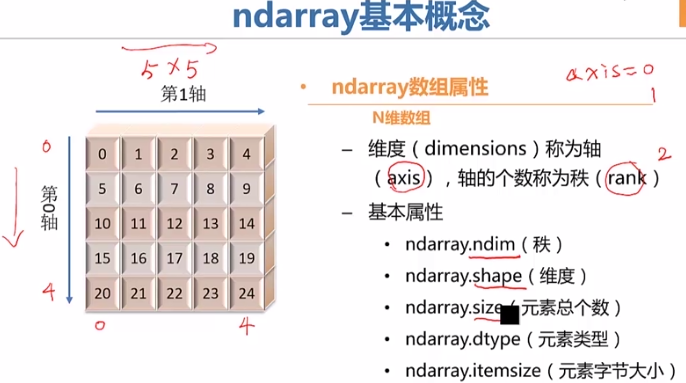 ndarray基本概念
5×5
第1轴
0
第0轴
4
0 1 2 3 4
5 6 7 8 9
10 11 12 13 14
15 16 17 18 19
20 21 22 23 24
0 4
axis=0
1
• ndarray数组属性
N维数组
– 维度（dimensions）称为轴
（axis），轴的个数称为秩（rank）
2
– 基本属性
• ndarray.ndim（秩）
• ndarray.shape（维度）
• ndarray.size（元素总个数）
• ndarray.dtype（元素类型）
• ndarray.itemsize（元素字节大小）